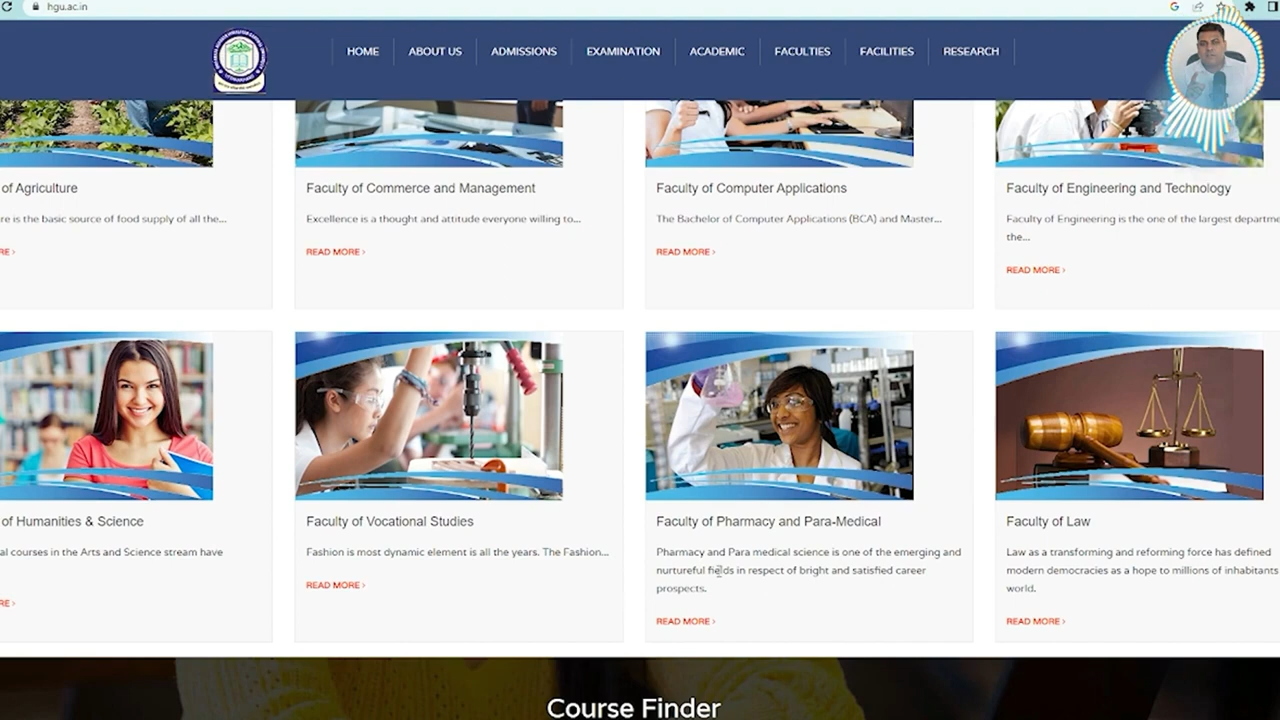 hgu.ac.in
HOME ABOUT US ADMISSIONS EXAMINATION ACADEMIC FACULTIES FACILITIES RESEARCH
of Agriculture
re is the basic source of food supply of all the...
RE ›
Faculty of Commerce and Management
Excellence is a thought and attitude everyone willing to...
READ MORE ›
Faculty of Computer Applications
The Bachelor of Computer Applications (BCA) and Master...
READ MORE ›
Faculty of Engineering and Technology
Faculty of Engineering is the one of the largest departme
the...
READ MORE ›
of Humanities & Science
al courses in the Arts and Science stream have
RE ›
Faculty of Vocational Studies
Fashion is most dynamic element is all the years. The Fashion...
READ MORE ›
Faculty of Pharmacy and Para-Medical
Pharmacy and Para medical science is one of the emerging and
nurtureful fields in respect of bright and satisfied career
prospects.
READ MORE ›
Faculty of Law
Law as a transforming and reforming force has defined
modern democracies as a hope to millions of inhabitants
world.
READ MORE ›
Course Finder